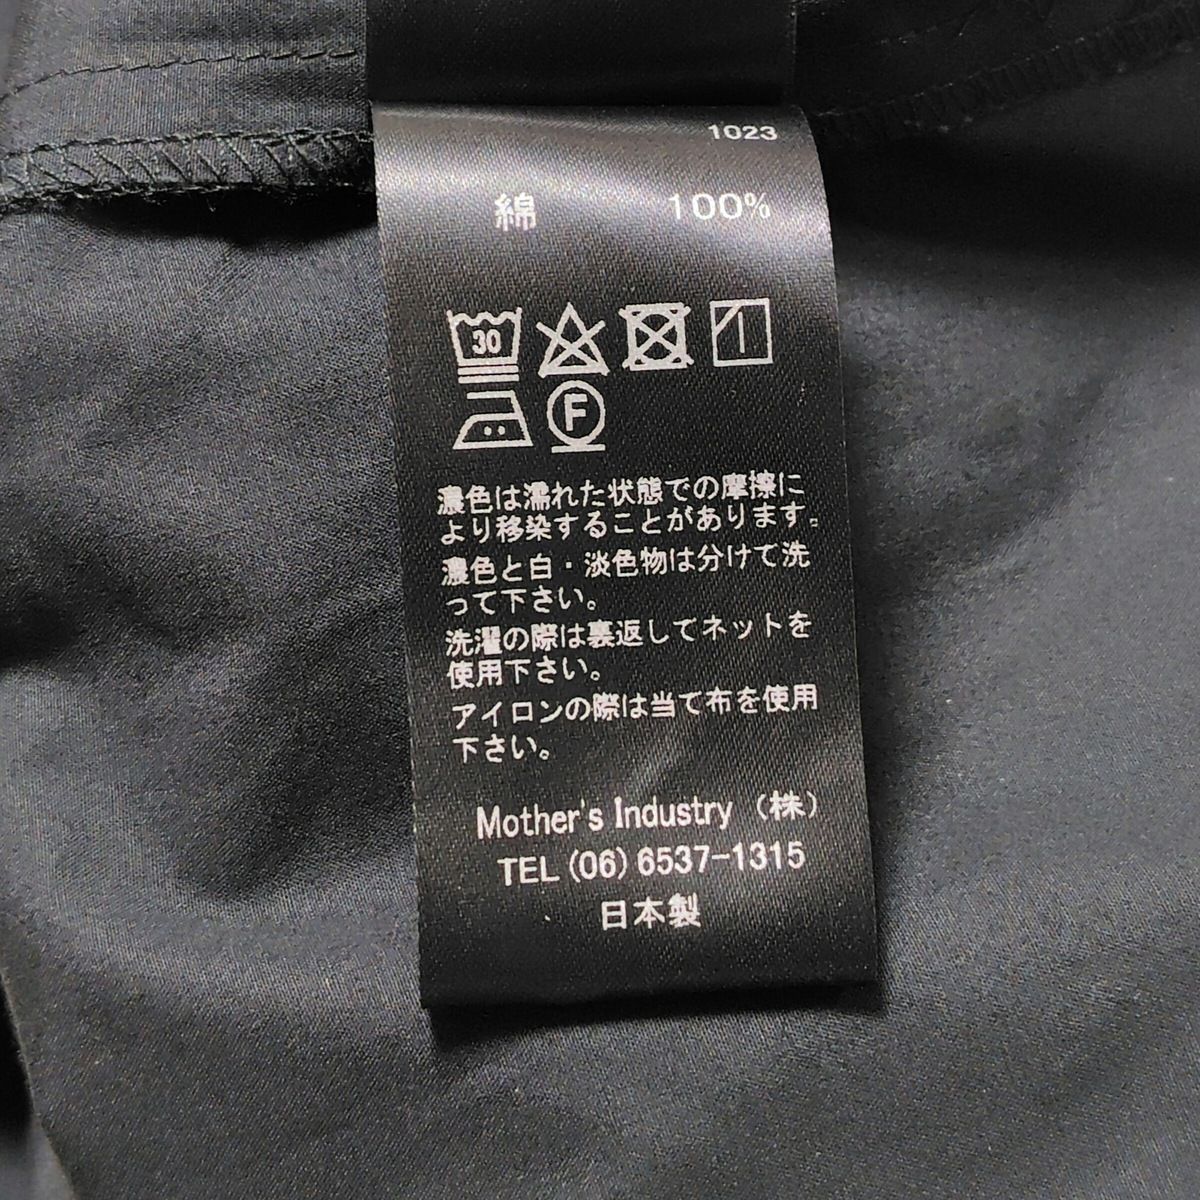 1023
綿 100%
30
F
濃色は濡れた状態での摩擦に
より移染することがあります。
濃色と白・淡色物は分けて洗
って下さい。
洗濯の際は裏返してネットを
使用下さい。
アイロンの際は当て布を使用
下さい。
Mother's Industry（株）
TEL(06)6537-1315
日本製